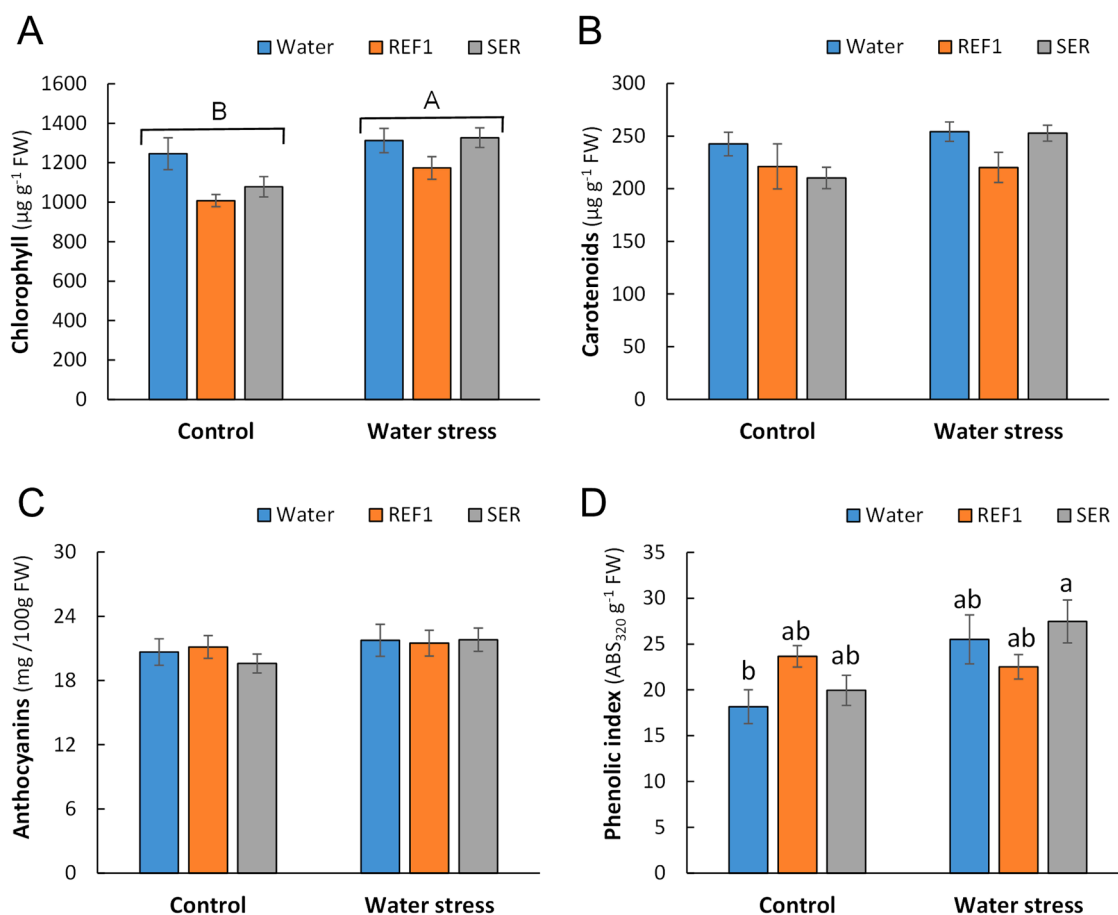 A
Water REF1 SER
Chlorophyll (µg g⁻¹ FW)
1600
1400
1200
1000
800
600
400
200
0
B
A
Control Water stress
B
Water REF1 SER
Carotenoids (µg g⁻¹ FW)
300
250
200
150
100
50
0
Control Water stress
C
Water REF1 SER
Anthocyanins (mg /100g FW)
30
24
18
12
6
0
Control Water stress
D
Water REF1 SER
Phenolic index (ABS₃₂₀ g⁻¹ FW)
35
30
25
20
15
10
5
0
b ab ab ab ab a
Control Water stress